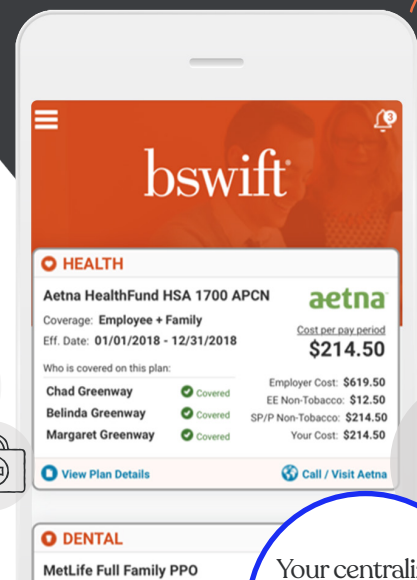 3
bswift
HEALTH
Aetna HealthFund HSA 1700 APCN
aetna
Coverage: Employee + Family
Eff. Date: 01/01/2018 - 12/31/2018
Cost per pay period
$214.50
Who is covered on this plan:
Chad Greenway Covered
Belinda Greenway Covered
Margaret Greenway Covered
Employer Cost: $619.50
EE Non-Tobacco: $12.50
SP/P Non-Tobacco: $214.50
Your Cost: $214.50
View Plan Details
Call / Visit Aetna
DENTAL
MetLife Full Family PPO
Your centrali